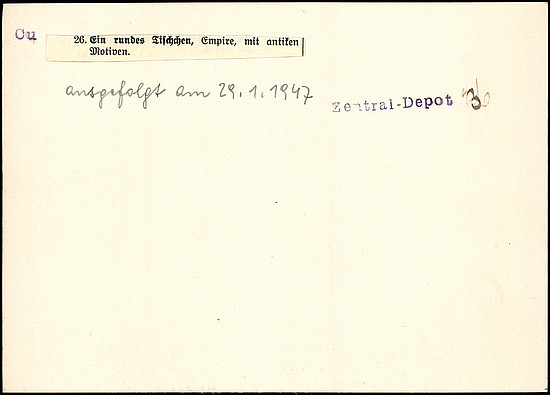 Cu
26. Ein rundes Tischchen, Empire, mit antiken
Motiven.
ausgefolgt am 29.1.1947
Zentral-Depot